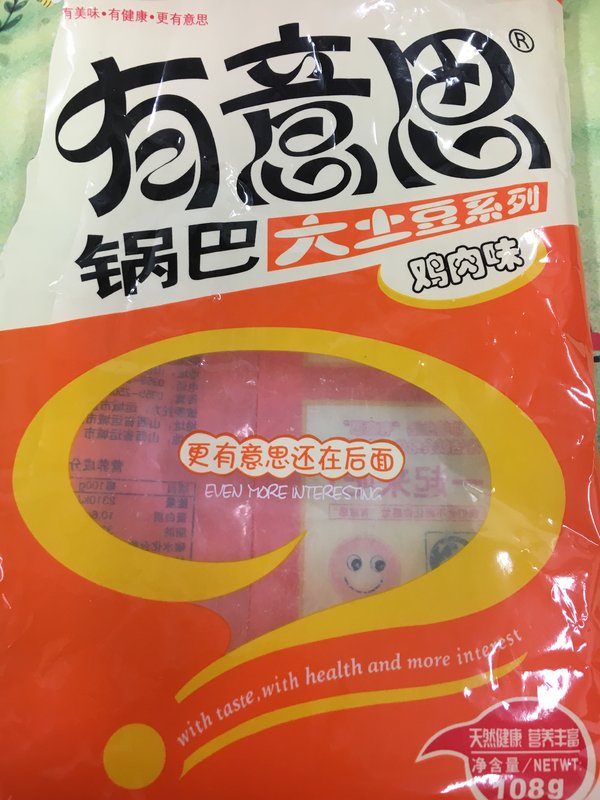 有美味·有健康·更有意思
有意思®
锅巴 大土豆系列
鸡肉味
更有意思还在后面
EVEN MORE INTERESTING
with taste,with health and more interest
天然健康 营养丰富
净含量/NETWT
108g